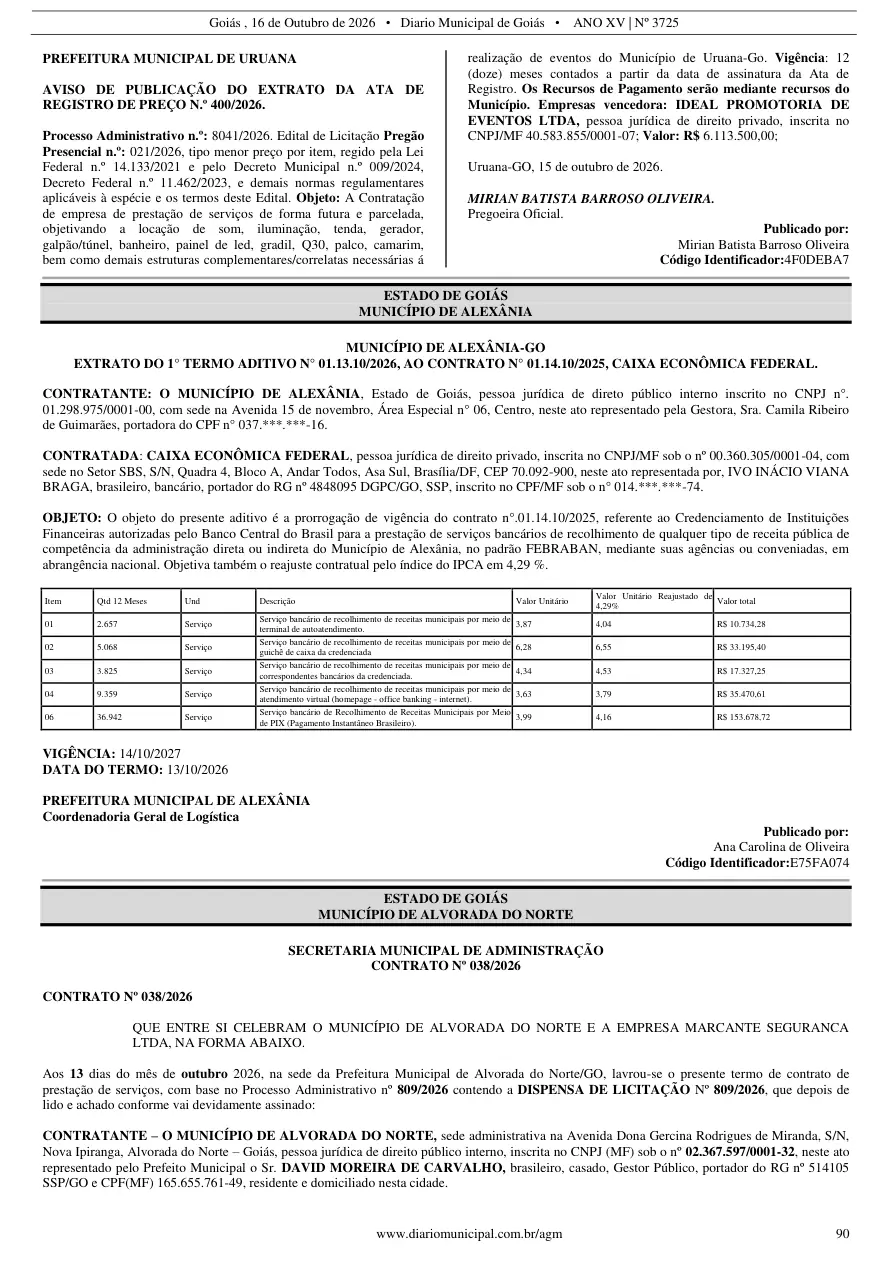 Goiás , 16 de Outubro de 2026 • Diario Municipal de Goiás • ANO XV | Nº 3725
PREFEITURA MUNICIPAL DE URUANA
AVISO DE PUBLICAÇÃO DO EXTRATO DA ATA DE
REGISTRO DE PREÇO N.º 400/2026.
Processo Administrativo n.º: 8041/2026. Edital de Licitação Pregão
Presencial n.º: 021/2026, tipo menor preço por item, regido pela Lei
Federal n.º 14.133/2021 e pelo Decreto Municipal n.º 009/2024,
Decreto Federal n.º 11.462/2023, e demais normas regulamentares
aplicáveis à espécie e os termos deste Edital. Objeto: A Contratação
de empresa de prestação de serviços de forma futura e parcelada,
objetivando a locação de som, iluminação, tenda, gerador,
galpão/túnel, banheiro, painel de led, gradil, Q30, palco, camarim,
bem como demais estruturas complementares/correlatas necessárias á
realização de eventos do Município de Uruana-Go. Vigência: 12
(doze) meses contados a partir da data de assinatura da Ata de
Registro. Os Recursos de Pagamento serão mediante recursos do
Município. Empresas vencedora: IDEAL PROMOTORIA DE
EVENTOS LTDA, pessoa jurídica de direito privado, inscrita no
CNPJ/MF 40.583.855/0001-07; Valor: R$ 6.113.500,00;
Uruana-GO, 15 de outubro de 2026.
MIRIAN BATISTA BARROSO OLIVEIRA.
Pregoeira Oficial.
Publicado por:
Mirian Batista Barroso Oliveira
Código Identificador:4F0DEBA7
ESTADO DE GOIÁS
MUNICÍPIO DE ALEXÂNIA
MUNICÍPIO DE ALEXÂNIA-GO
EXTRATO DO 1° TERMO ADITIVO N° 01.13.10/2026, AO CONTRATO N° 01.14.10/2025, CAIXA ECONÔMICA FEDERAL.
CONTRATANTE: O MUNICÍPIO DE ALEXÂNIA, Estado de Goiás, pessoa jurídica de direto público interno inscrito no CNPJ n°.
01.298.975/0001-00, com sede na Avenida 15 de novembro, Área Especial n° 06, Centro, neste ato representado pela Gestora, Sra. Camila Ribeiro
de Guimarães, portadora do CPF n° 037.***.***-16.
CONTRATADA: CAIXA ECONÔMICA FEDERAL, pessoa jurídica de direito privado, inscrita no CNPJ/MF sob o nº 00.360.305/0001-04, com
sede no Setor SBS, S/N, Quadra 4, Bloco A, Andar Todos, Asa Sul, Brasília/DF, CEP 70.092-900, neste ato representada por, IVO INÁCIO VIANA
BRAGA, brasileiro, bancário, portador do RG nº 4848095 DGPC/GO, SSP, inscrito no CPF/MF sob o n° 014.***.***-74.
OBJETO: O objeto do presente aditivo é a prorrogação de vigência do contrato n°.01.14.10/2025, referente ao Credenciamento de Instituições
Financeiras autorizadas pelo Banco Central do Brasil para a prestação de serviços bancários de recolhimento de qualquer tipo de receita pública de
competência da administração direta ou indireta do Município de Alexânia, no padrão FEBRABAN, mediante suas agências ou conveniadas, em
abrangência nacional. Objetiva também o reajuste contratual pelo índice do IPCA em 4,29 %.
Item Qtd 12 Meses Und Descrição Valor Unitário Valor Unitário Reajustado de 4,29% Valor total
01 2.657 Serviço Serviço bancário de recolhimento de receitas municipais por meio de terminal de autoatendimento. 3,87 4,04 R$ 10.734,28
02 5.068 Serviço Serviço bancário de recolhimento de receitas municipais por meio de guichê de caixa da credenciada 6,28 6,55 R$ 33.195,40
03 3.825 Serviço Serviço bancário de recolhimento de receitas municipais por meio de correspondentes bancários da credenciada. 4,34 4,53 R$ 17.327,25
04 9.359 Serviço Serviço bancário de recolhimento de receitas municipais por meio de atendimento virtual (homepage - office banking - internet). 3,63 3,79 R$ 35.470,61
06 36.942 Serviço Serviço bancário de Recolhimento de Receitas Municipais por Meio de PIX (Pagamento Instantâneo Brasileiro). 3,99 4,16 R$ 153.678,72
VIGÊNCIA: 14/10/2027
DATA DO TERMO: 13/10/2026
PREFEITURA MUNICIPAL DE ALEXÂNIA
Coordenadoria Geral de Logística
Publicado por:
Ana Carolina de Oliveira
Código Identificador:E75FA074
ESTADO DE GOIÁS
MUNICÍPIO DE ALVORADA DO NORTE
SECRETARIA MUNICIPAL DE ADMINISTRAÇÃO
CONTRATO Nº 038/2026
CONTRATO Nº 038/2026
QUE ENTRE SI CELEBRAM O MUNICÍPIO DE ALVORADA DO NORTE E A EMPRESA MARCANTE SEGURANCA
LTDA, NA FORMA ABAIXO.
Aos 13 dias do mês de outubro 2026, na sede da Prefeitura Municipal de Alvorada do Norte/GO, lavrou-se o presente termo de contrato de
prestação de serviços, com base no Processo Administrativo nº 809/2026 contendo a DISPENSA DE LICITAÇÃO Nº 809/2026, que depois de
lido e achado conforme vai devidamente assinado:
CONTRATANTE – O MUNICÍPIO DE ALVORADA DO NORTE, sede administrativa na Avenida Dona Gercina Rodrigues de Miranda, S/N,
Nova Ipiranga, Alvorada do Norte – Goiás, pessoa jurídica de direito público interno, inscrita no CNPJ (MF) sob o nº 02.367.597/0001-32, neste ato
representado pelo Prefeito Municipal o Sr. DAVID MOREIRA DE CARVALHO, brasileiro, casado, Gestor Público, portador do RG nº 514105
SSP/GO e CPF(MF) 165.655.761-49, residente e domiciliado nesta cidade.
www.diariomunicipal.com.br/agm 90